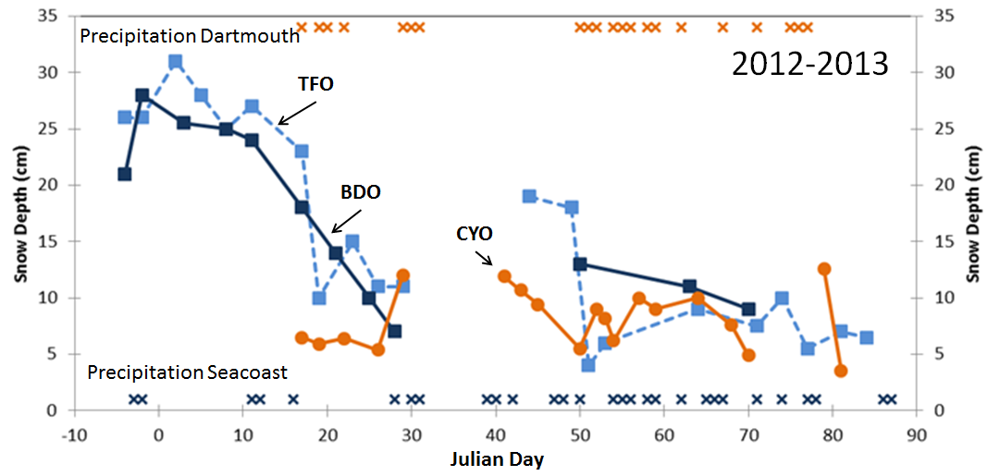 35
30
25
20
15
10
5
0
Snow Depth (cm)
Precipitation Dartmouth
2012-2013
TFO
BDO
CYO
Precipitation Seacoast
35
30
25
20
15
10
5
0
Snow Depth (cm)
-10 0 10 20 30 40 50 60 70 80 90
Julian Day